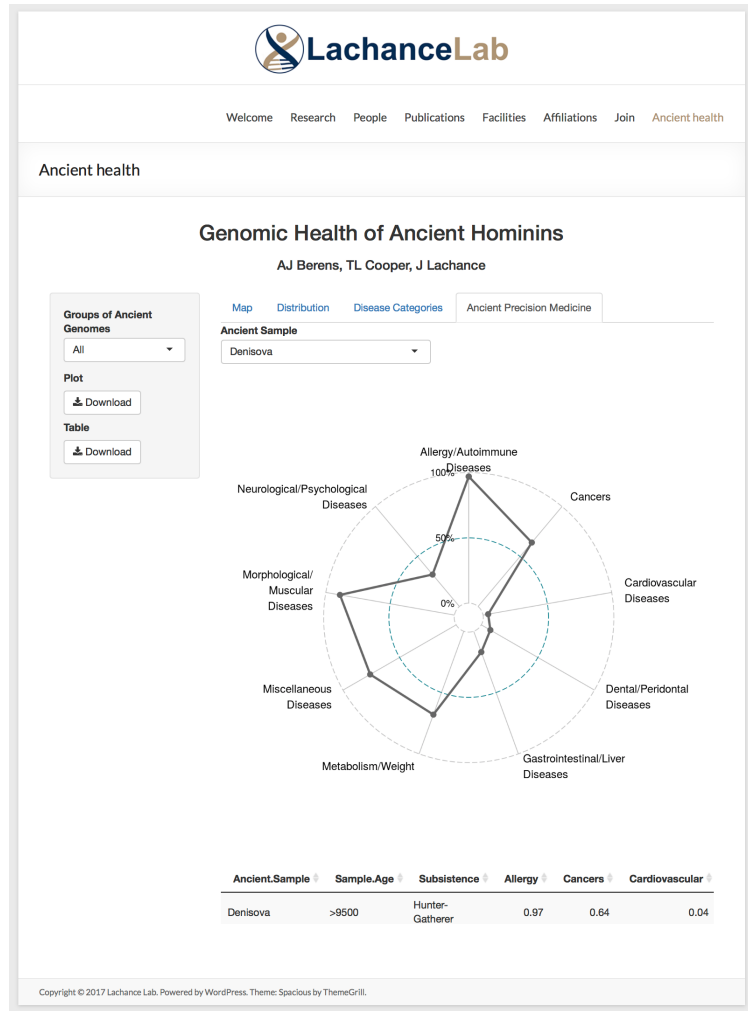 LachanceLab
Welcome Research People Publications Facilities Affiliations Join Ancient health
Ancient health
Genomic Health of Ancient Hominins
AJ Berens, TL Cooper, J Lachance
Groups of Ancient
Genomes
All
Plot
Download
Table
Download
Map Distribution Disease Categories Ancient Precision Medicine
Ancient Sample
Denisova
Allergy/Autoimmune
Diseases
100%
50%
0%
Cancers
Cardiovascular
Diseases
Dental/Peridontal
Diseases
Gastrointestinal/Liver
Diseases
Metabolism/Weight
Miscellaneous
Diseases
Morphological/
Muscular
Diseases
Neurological/Psychological
Diseases
Ancient.Sample Sample.Age Subsistence Allergy Cancers Cardiovascular
Denisova >9500 Hunter-
Gatherer 0.97 0.64 0.04
Copyright © 2017 Lachance Lab. Powered by WordPress. Theme: Spacious by ThemeGrill.